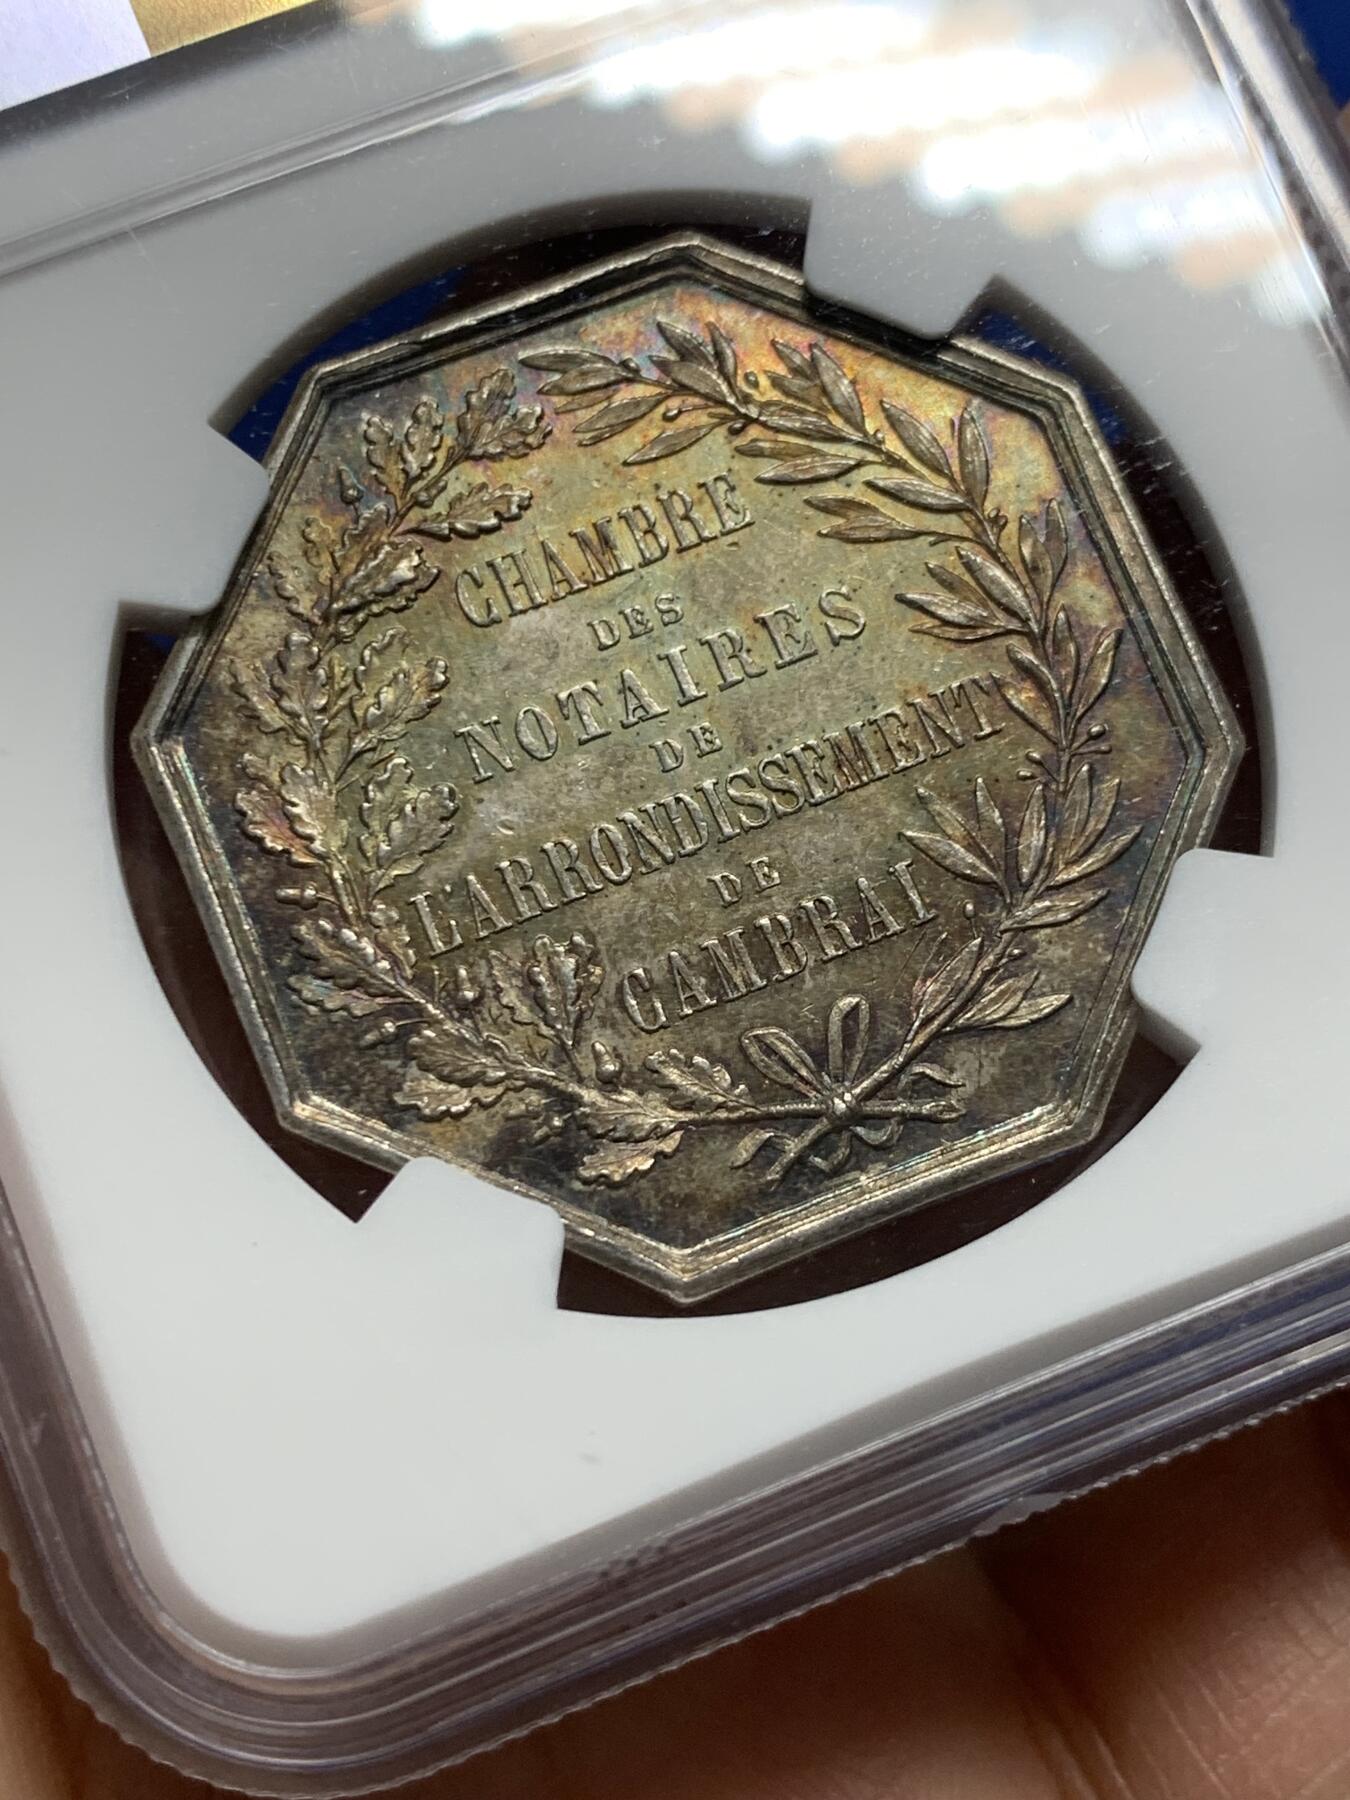 CHAMBRE
DES
NOTAIRES
DE
L'ARRONDISSEMENT
DE
CAMBRAI